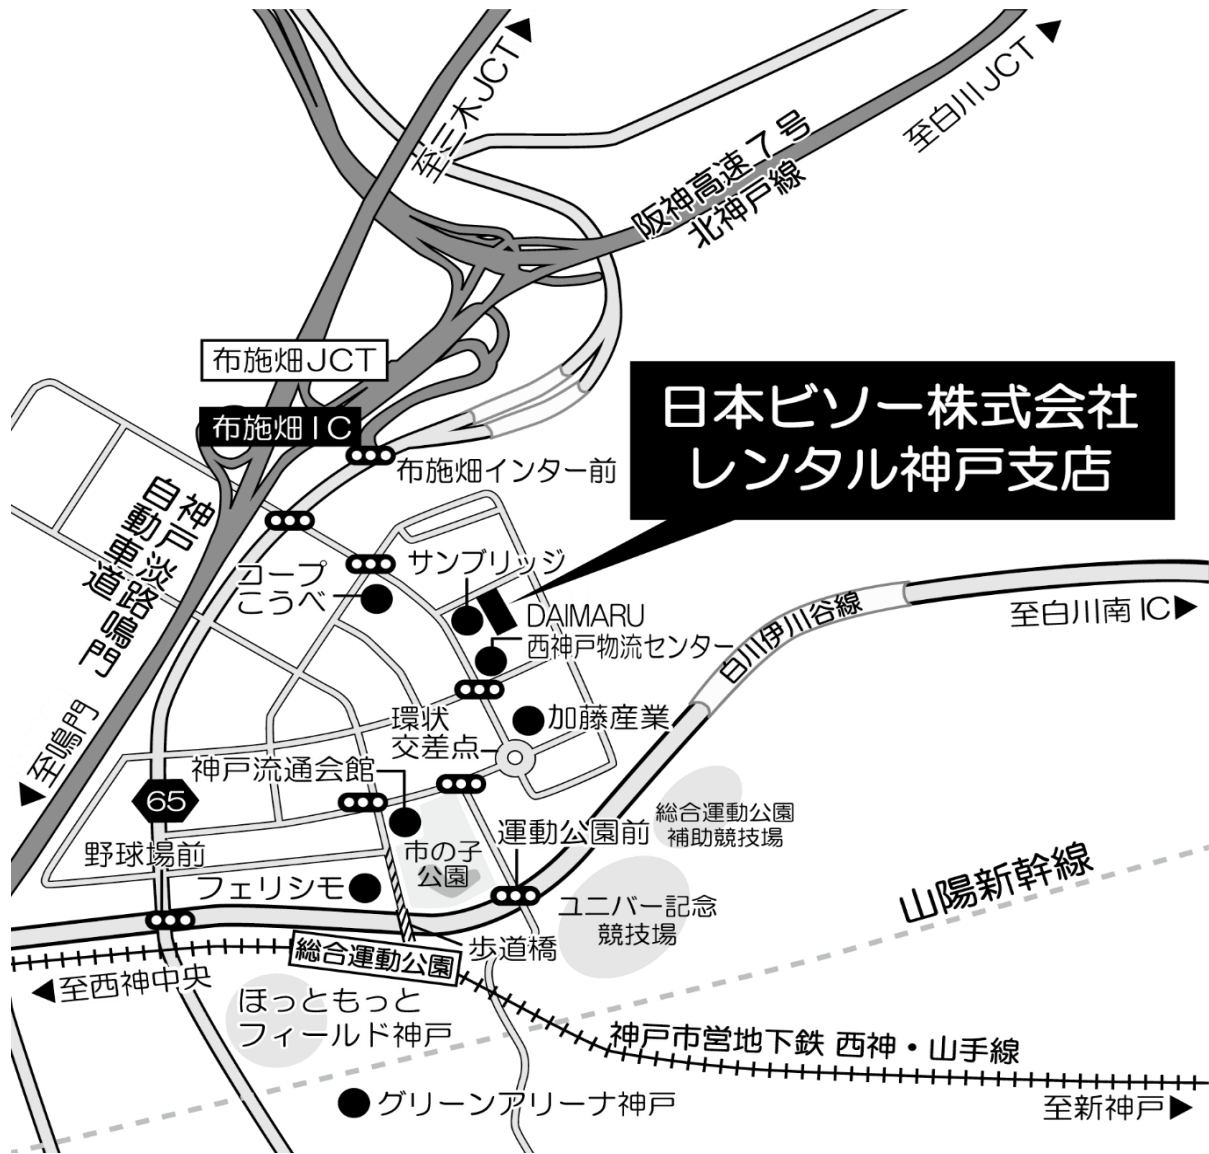 至三木JCT▶
至白川JCT▶
阪神高速7号
北神戸線
布施畑JCT
布施畑IC
日本ビソー株式会社
レンタル神戸支店
布施畑インター前
神戸淡路鳴門
自動車道
コープ
こうべ
サンブリッジ
DAIMARU
西神戸物流センター
白川伊川谷線
至白川南IC▶
◀至鳴門
環状
交差点
加藤産業
神戸流通会館
65
総合運動公園
補助競技場
運動公園前
野球場前
市の子
公園
フェリシモ
ユニバー記念
競技場
山陽新幹線
歩道橋
総合運動公園
◀至西神中央
ほっともっと
フィールド神戸
神戸市営地下鉄 西神・山手線
グリーンアリーナ神戸
至新神戸▶